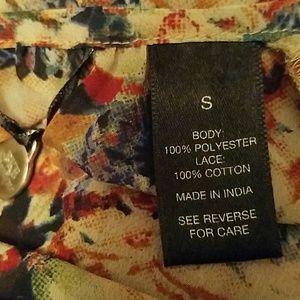 S
BODY:
100% POLYESTER
LACE:
100% COTTON
MADE IN INDIA
SEE REVERSE
FOR CARE